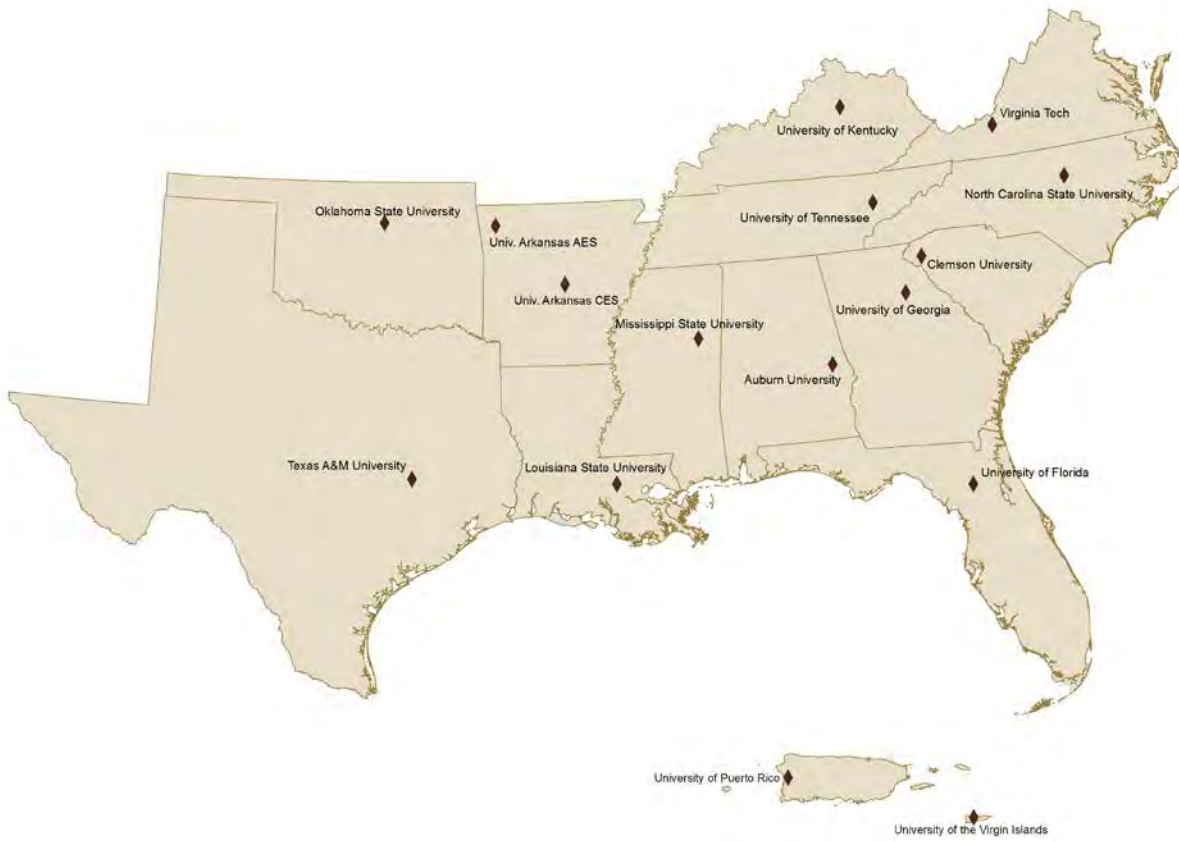 Virginia Tech
University of Kentucky
North Carolina State University
Oklahoma State University
University of Tennessee
Univ. Arkansas AES
Clemson University
Univ. Arkansas CES
University of Georgia
Mississippi State University
Auburn University
Texas A&M University
Louisiana State University
University of Florida
University of Puerto Rico
University of the Virgin Islands